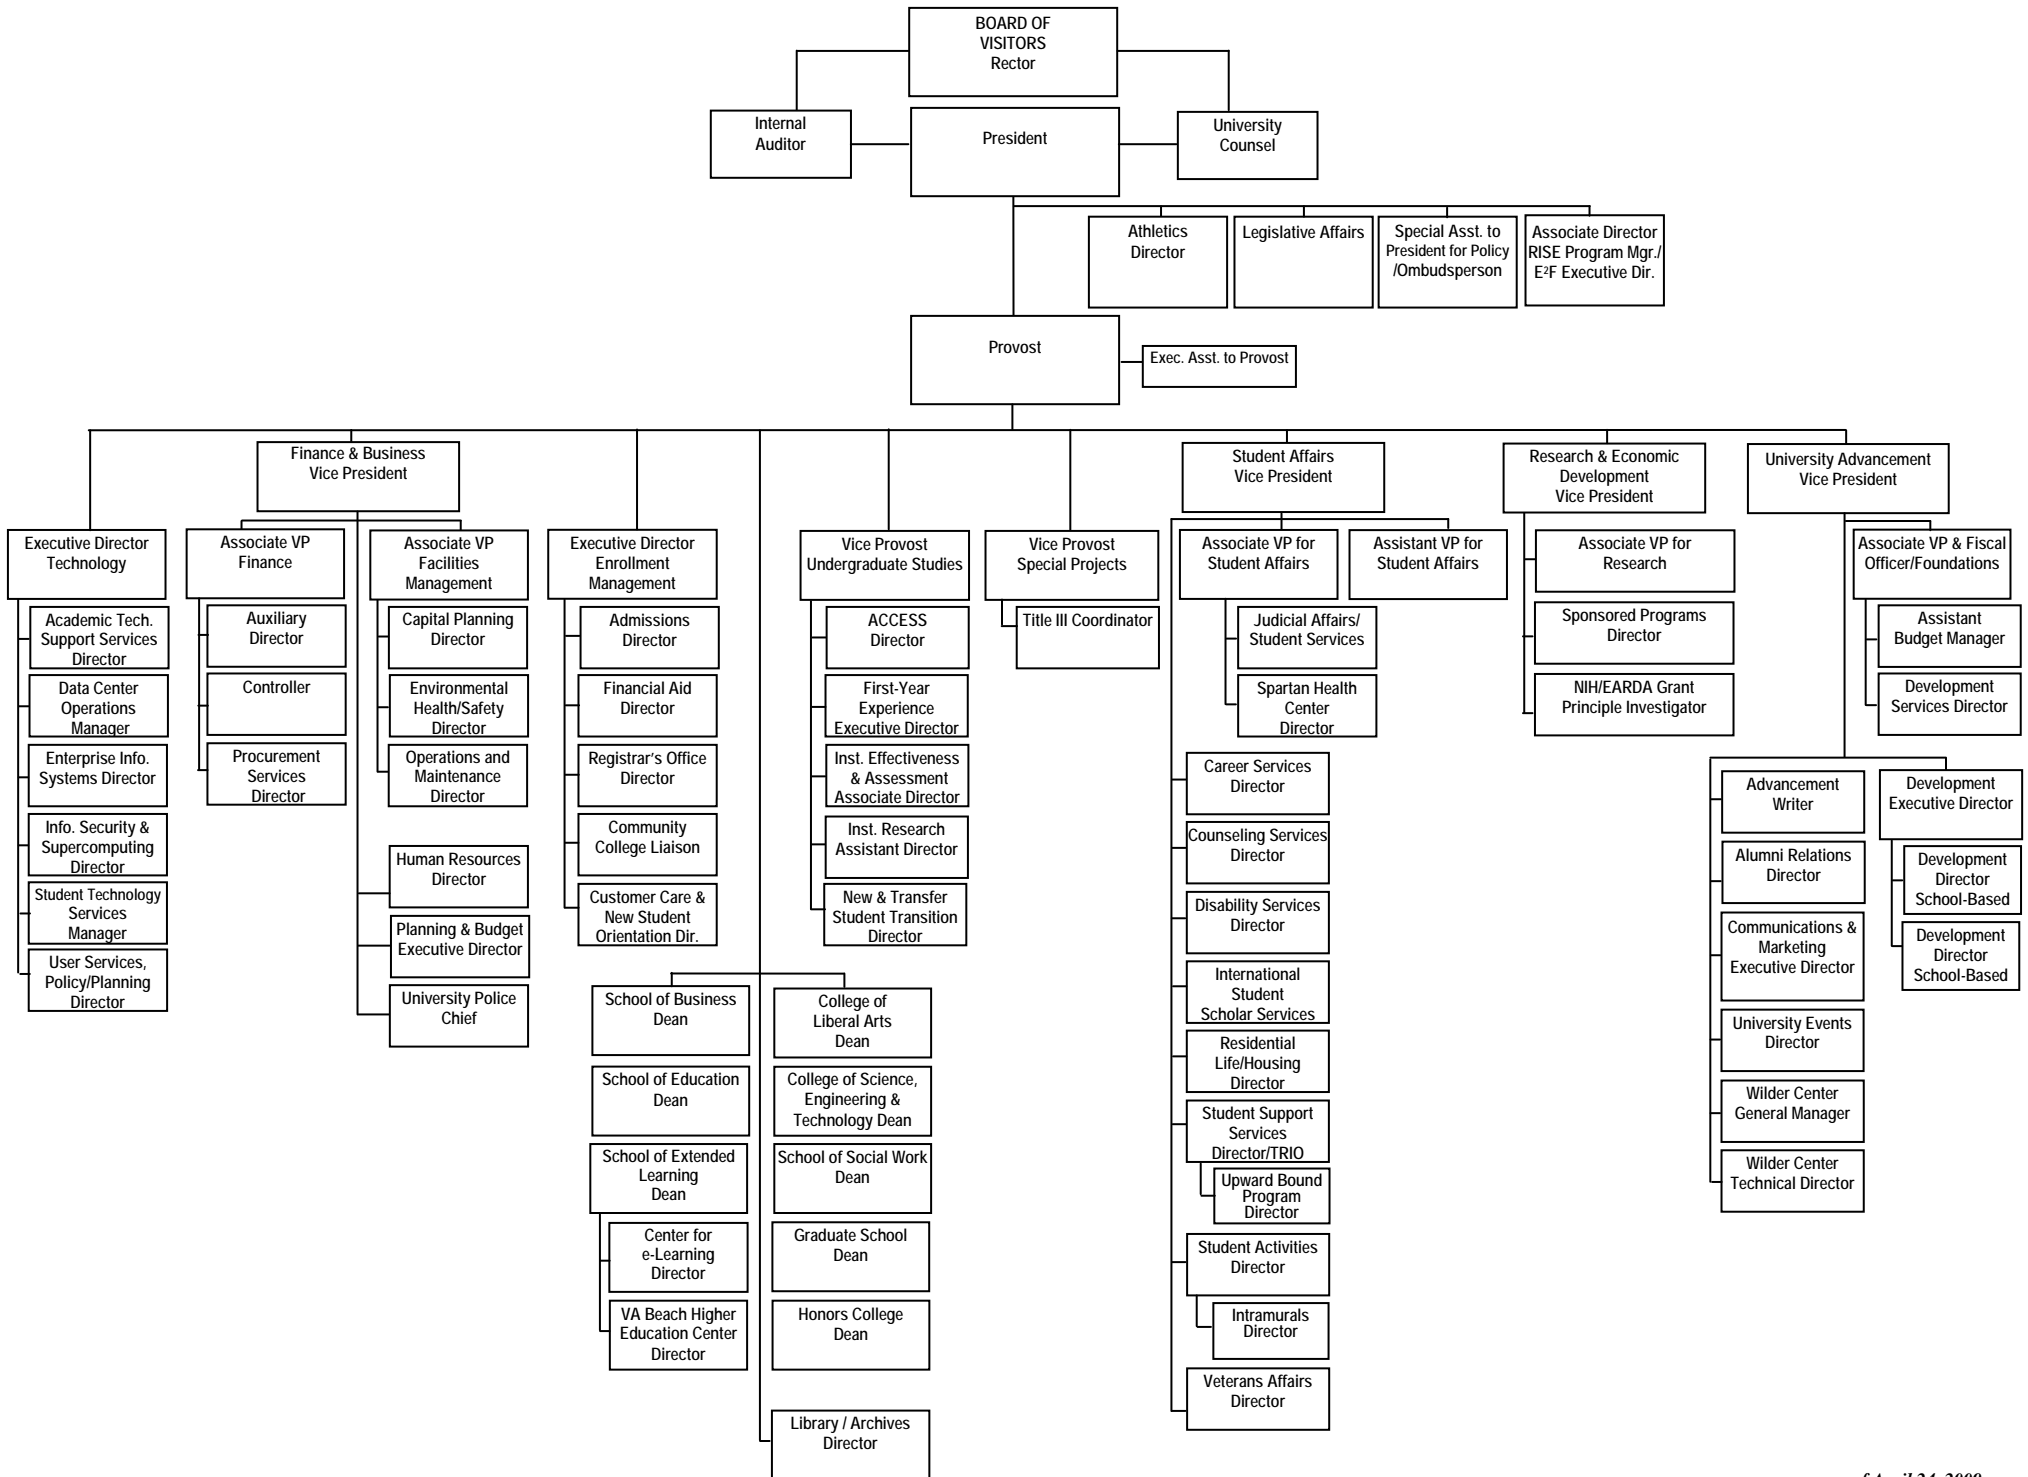 BOARD OF
VISITORS
Rector
Internal
Auditor
President
University
Counsel
Athletics
Director
Legislative Affairs
Special Asst. to
President for Policy
/Ombudsperson
Associate Director
RISE Program Mgr./
E²F Executive Dir.
Provost
Exec. Asst. to Provost
Finance & Business
Vice President
Student Affairs
Vice President
Research & Economic
Development
Vice President
University Advancement
Vice President
Executive Director
Technology
Academic Tech.
Support Services
Director
Data Center
Operations
Manager
Enterprise Info.
Systems Director
Info. Security &
Supercomputing
Director
Student Technology
Services
Manager
User Services,
Policy/Planning
Director
Associate VP
Finance
Auxiliary
Director
Controller
Procurement
Services
Director
Associate VP
Facilities
Management
Capital Planning
Director
Environmental
Health/Safety
Director
Operations and
Maintenance
Director
Human Resources
Director
Planning & Budget
Executive Director
University Police
Chief
Executive Director
Enrollment
Management
Admissions
Director
Financial Aid
Director
Registrar’s Office
Director
Community
College Liaison
Customer Care &
New Student
Orientation Dir.
School of Business
Dean
School of Education
Dean
School of Extended
Learning
Dean
Center for
e-Learning
Director
VA Beach Higher
Education Center
Director
College of
Liberal Arts
Dean
College of Science,
Engineering &
Technology Dean
School of Social Work
Dean
Graduate School
Dean
Honors College
Dean
Library / Archives
Director
Vice Provost
Undergraduate Studies
ACCESS
Director
First-Year
Experience
Executive Director
Inst. Effectiveness
& Assessment
Associate Director
Inst. Research
Assistant Director
New & Transfer
Student Transition
Director
Vice Provost
Special Projects
Title III Coordinator
Associate VP for
Student Affairs
Judicial Affairs/
Student Services
Spartan Health
Center
Director
Assistant VP for
Student Affairs
Career Services
Director
Counseling Services
Director
Disability Services
Director
International
Student
Scholar Services
Residential
Life/Housing
Director
Student Support
Services
Director/TRIO
Upward Bound
Program
Director
Student Activities
Director
Intramurals
Director
Veterans Affairs
Director
Associate VP for
Research
Sponsored Programs
Director
NIH/EARDA Grant
Principle Investigator
Associate VP & Fiscal
Officer/Foundations
Assistant
Budget Manager
Development
Services Director
Advancement
Writer
Alumni Relations
Director
Communications &
Marketing
Executive Director
University Events
Director
Wilder Center
General Manager
Wilder Center
Technical Director
Development
Executive Director
Development
Director
School-Based
Development
Director
School-Based